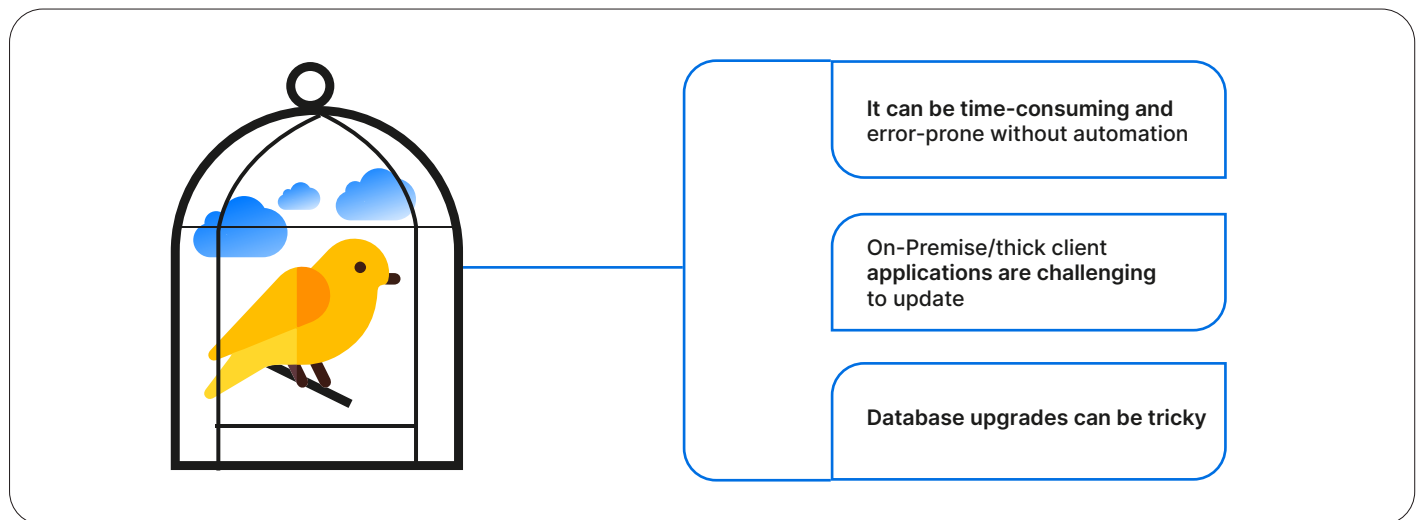 It can be time-consuming and
error-prone without automation
On-Premise/thick client
applications are challenging
to update
Database upgrades can be tricky